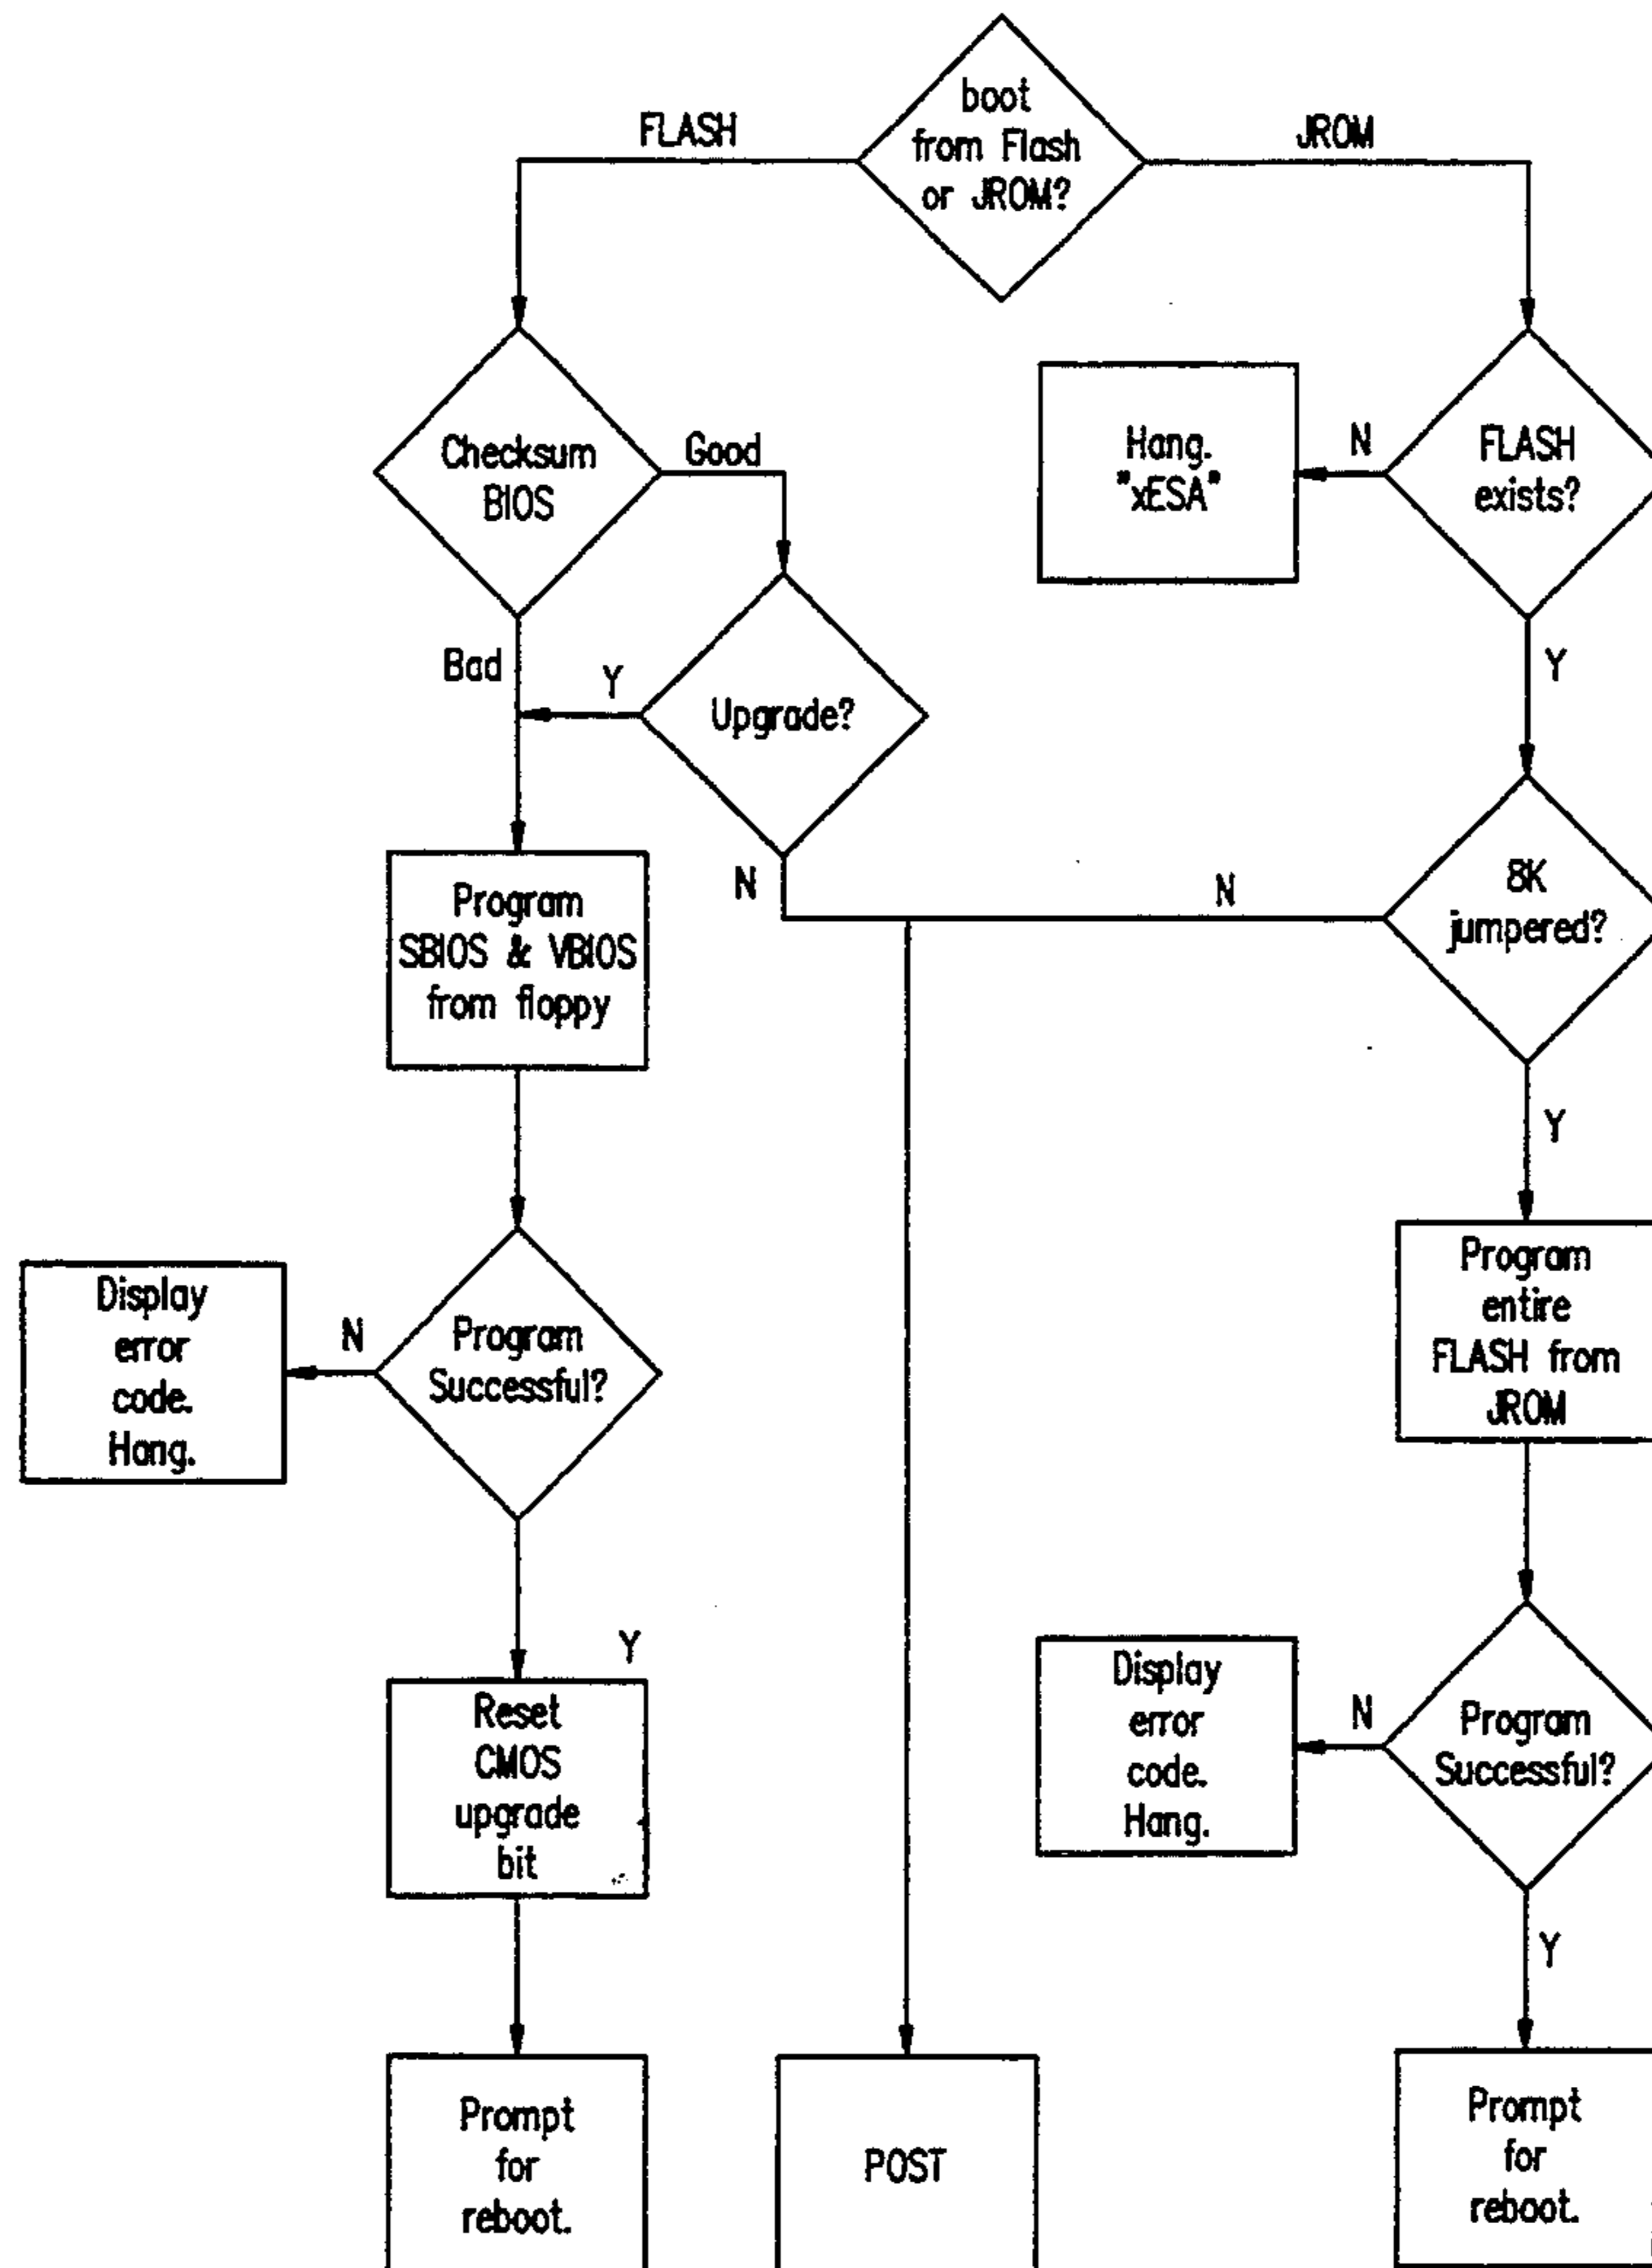 boot
from Flash
or JROM?
FLASH
JROM
Checksum
BIOS
Good
Bad
Hang.
"xESA"
N
FLASH
exists?
Y
Y
Upgrade?
N
N
8K
jumpered?
Y
Program
SBIOS & VBIOS
from floppy
Program
entire
FLASH from
JROM
Display
error
code.
Hang.
N
Program
Successful?
Y
Reset
CMOS
upgrade
bit
Display
error
code.
Hang.
N
Program
Successful?
Y
Prompt
for
reboot.
POST
Prompt
for
reboot.